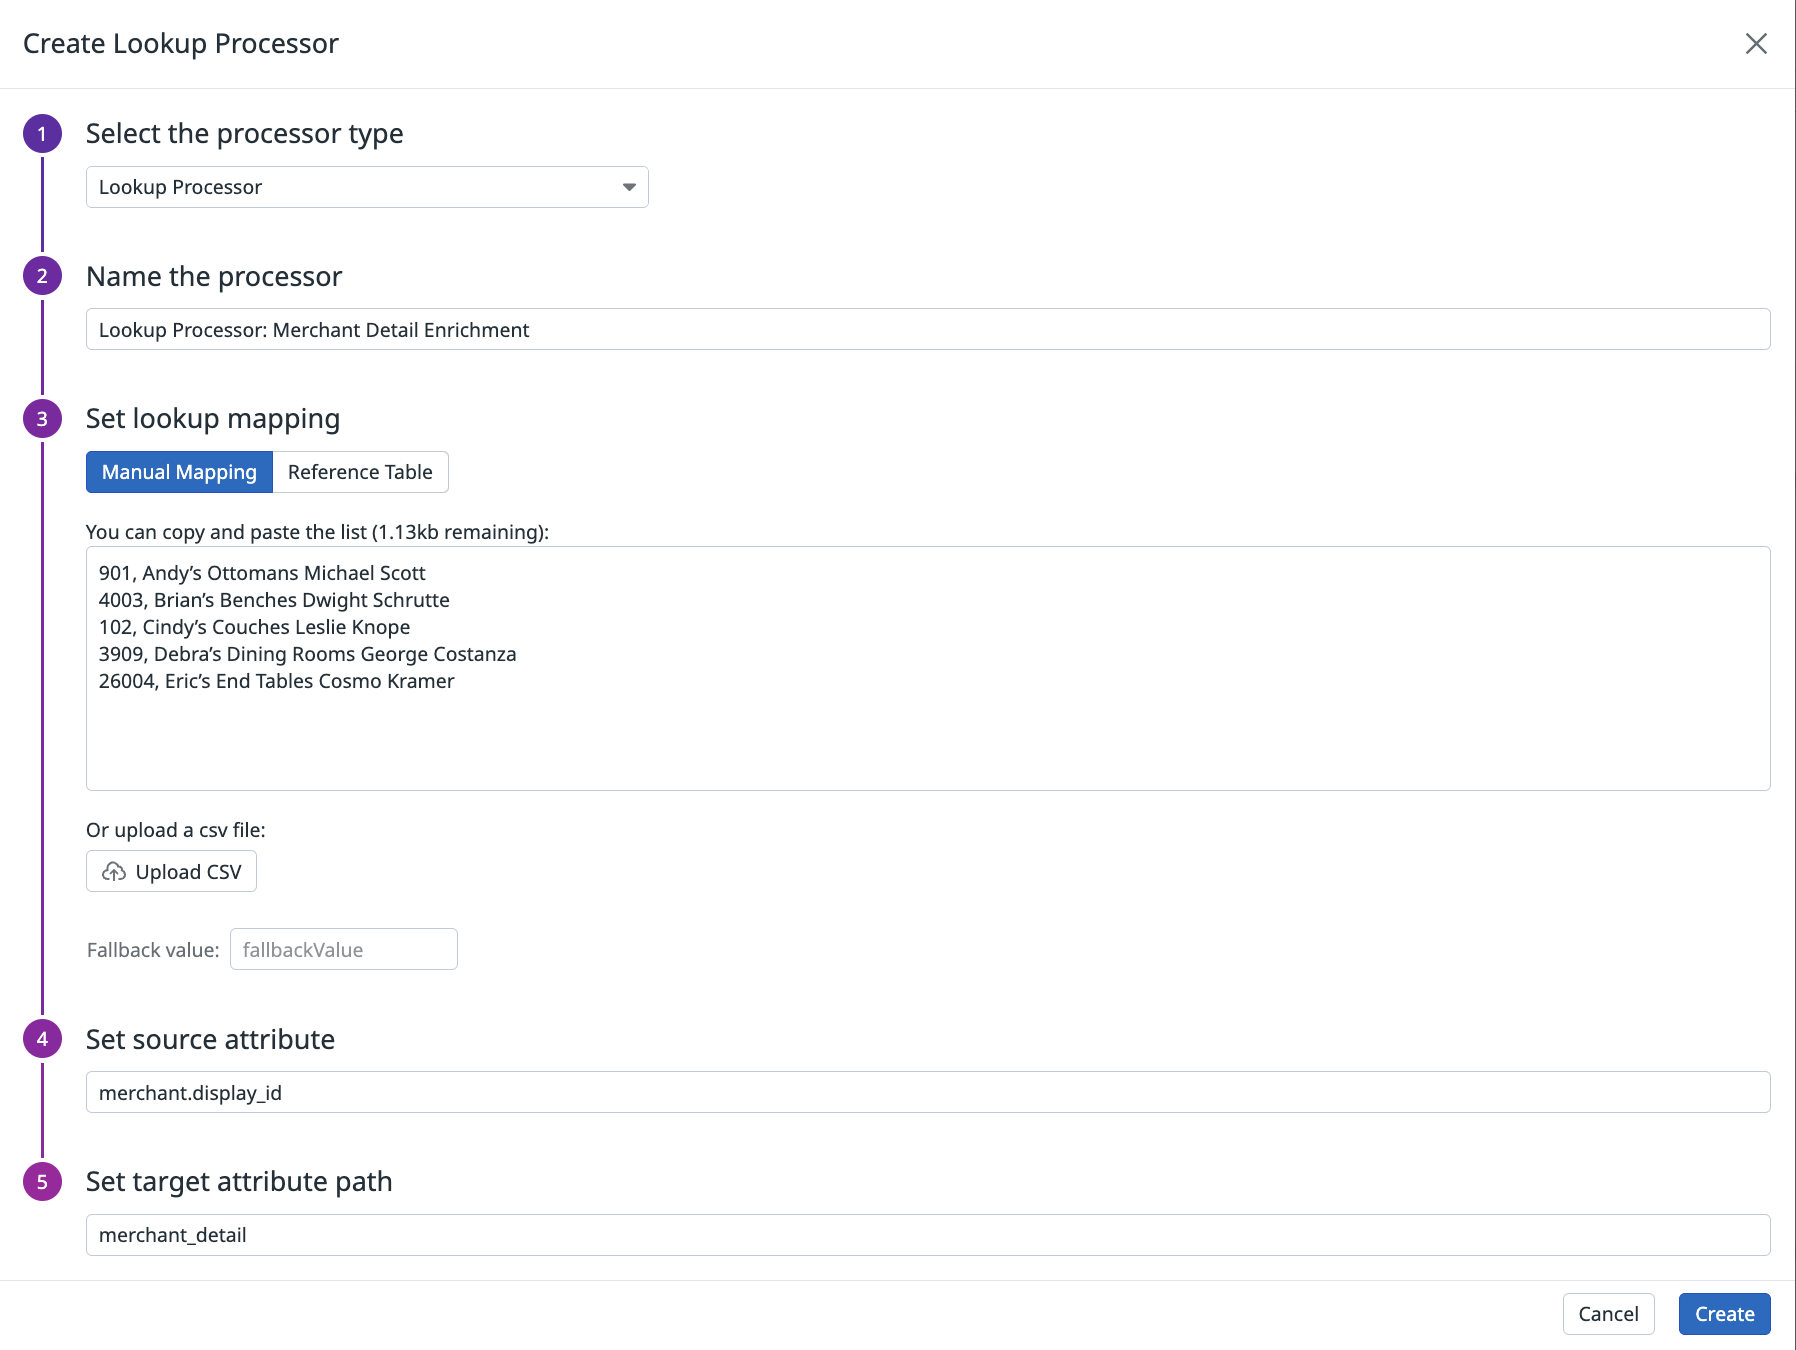 Create Lookup Processor
1 Select the processor type
Lookup Processor
2 Name the processor
Lookup Processor: Merchant Detail Enrichment
3 Set lookup mapping
Manual Mapping Reference Table
You can copy and paste the list (1.13kb remaining):
901, Andy’s Ottomans Michael Scott
4003, Brian’s Benches Dwight Schrutte
102, Cindy’s Couches Leslie Knope
3909, Debra’s Dining Rooms George Costanza
26004, Eric’s End Tables Cosmo Kramer
Or upload a csv file:
Upload CSV
Fallback value: fallbackValue
4 Set source attribute
merchant.display_id
5 Set target attribute path
merchant_detail
Cancel Create